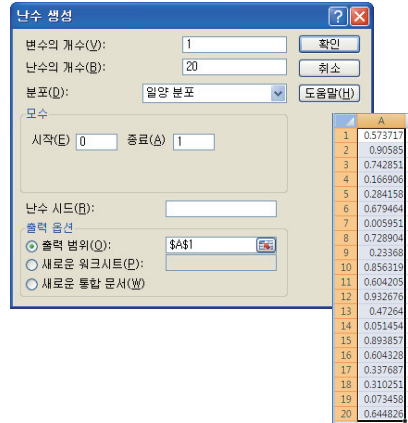 난수 생성
변수의 개수(V): 1 확인
난수의 개수(B): 20 취소
분포(D): 일양 분포 도움말(H)
모수
시작(E) 0 종료(A) 1
난수 시드(R):
출력 옵션
출력 범위(O): $A$1
새로운 워크시트(P):
새로운 통합 문서(W)
A
1 0.573717
2 0.90585
3 0.742851
4 0.166906
5 0.284158
6 0.679464
7 0.005951
8 0.728904
9 0.23368
10 0.856319
11 0.604205
12 0.932676
13 0.47264
14 0.051454
15 0.893857
16 0.604328
17 0.337687
18 0.310251
19 0.073458
20 0.644826